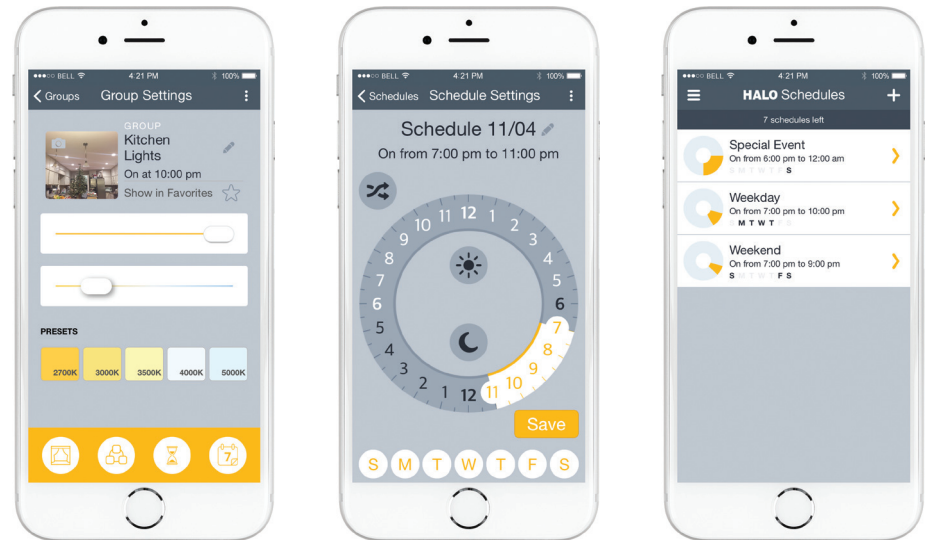 ●●●○○ BELL 4:21 PM 100%
Groups Group Settings
GROUP
Kitchen
Lights
On at 10:00 pm
Show in Favorites
PRESETS
2700K 3000K 3500K 4000K 5000K
7
●●●○○ BELL 4:21 PM 100%
Schedules Schedule Settings
Schedule 11/04
On from 7:00 pm to 11:00 pm
12 1 2 3 4 5 6 7 8 9 10 11 12 1 2 3 4 5 6 7 8 9 10 11
Save
S M T W T F S
●●●○○ BELL 4:21 PM 100%
HALO Schedules +
7 schedules left
Special Event
On from 6:00 pm to 12:00 am
S M T W T F S
Weekday
On from 7:00 pm to 10:00 pm
S M T W T F S
Weekend
On from 7:00 pm to 9:00 pm
S M T W T F S